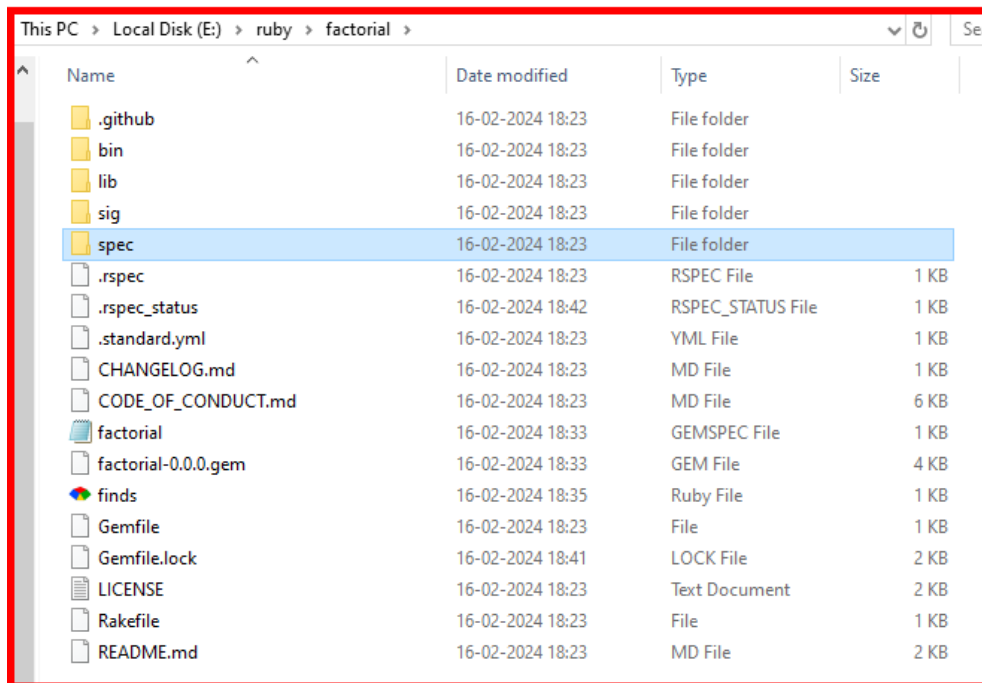 This PC > Local Disk (E:) > ruby > factorial > Se
Name Date modified Type Size
.github 16-02-2024 18:23 File folder
bin 16-02-2024 18:23 File folder
lib 16-02-2024 18:23 File folder
sig 16-02-2024 18:23 File folder
spec 16-02-2024 18:23 File folder
.rspec 16-02-2024 18:23 RSPEC File 1 KB
.rspec_status 16-02-2024 18:42 RSPEC_STATUS File 1 KB
.standard.yml 16-02-2024 18:23 YML File 1 KB
CHANGELOG.md 16-02-2024 18:23 MD File 1 KB
CODE_OF_CONDUCT.md 16-02-2024 18:23 MD File 6 KB
factorial 16-02-2024 18:33 GEMSPEC File 1 KB
factorial-0.0.0.gem 16-02-2024 18:33 GEM File 4 KB
finds 16-02-2024 18:35 Ruby File 1 KB
Gemfile 16-02-2024 18:23 File 1 KB
Gemfile.lock 16-02-2024 18:41 LOCK File 2 KB
LICENSE 16-02-2024 18:23 Text Document 2 KB
Rakefile 16-02-2024 18:23 File 1 KB
README.md 16-02-2024 18:23 MD File 2 KB